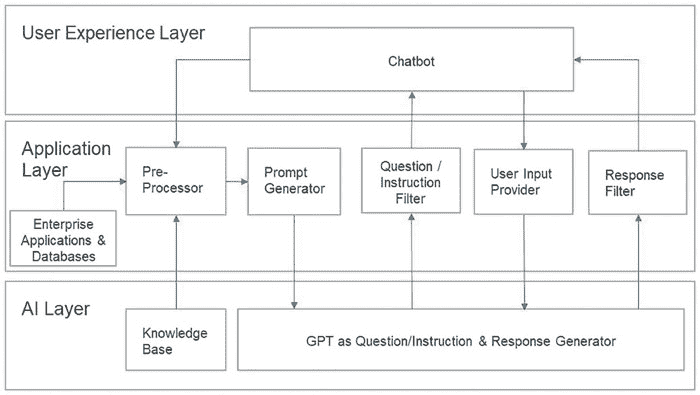 User Experience Layer
Chatbot
Application
Layer
Pre-
Processor
Prompt
Generator
Question /
Instruction
Filter
User Input
Provider
Response
Filter
Enterprise
Applications &
Databases
AI Layer
Knowledge
Base
GPT as Question/Instruction & Response Generator